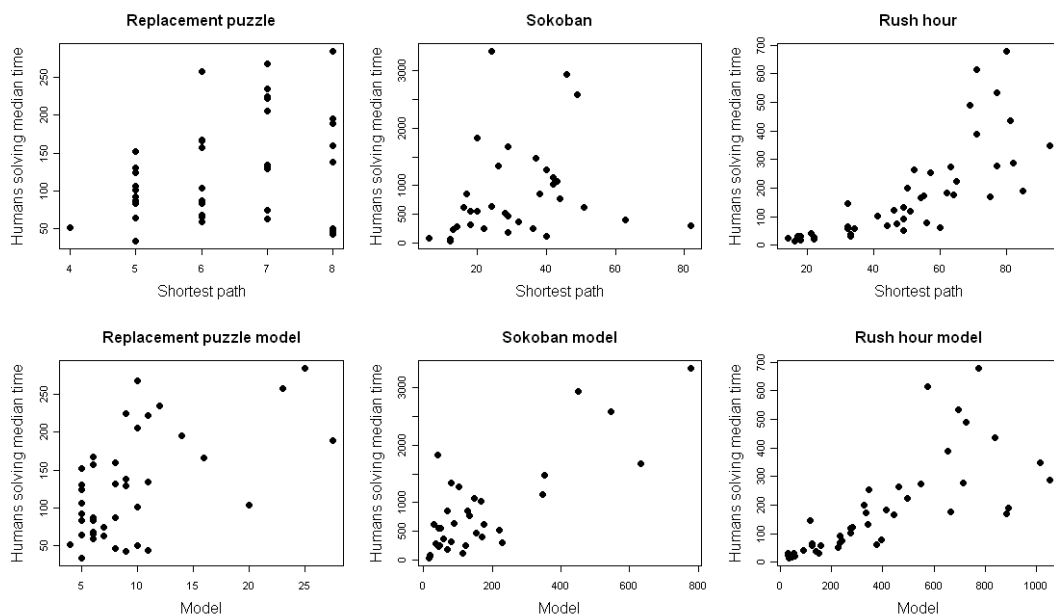 Replacement puzzle
Humans solving median time
50 100 150 200 250
4 5 6 7 8
Shortest path
Sokoban
Humans solving median time
0 500 1500 3000
20 40 60 80
Shortest path
Rush hour
Humans solving median time
0 100 200 300 400 500 600 700
20 40 60 80
Shortest path
Replacement puzzle model
Humans solving median time
50 100 150 200 250
5 10 15 20 25
Model
Sokoban model
Humans solving median time
0 500 1500 3000
0 200 400 600 800
Model
Rush hour model
Humans solving median time
0 100 200 300 400 500 600 700
0 200 400 600 800 1000
Model